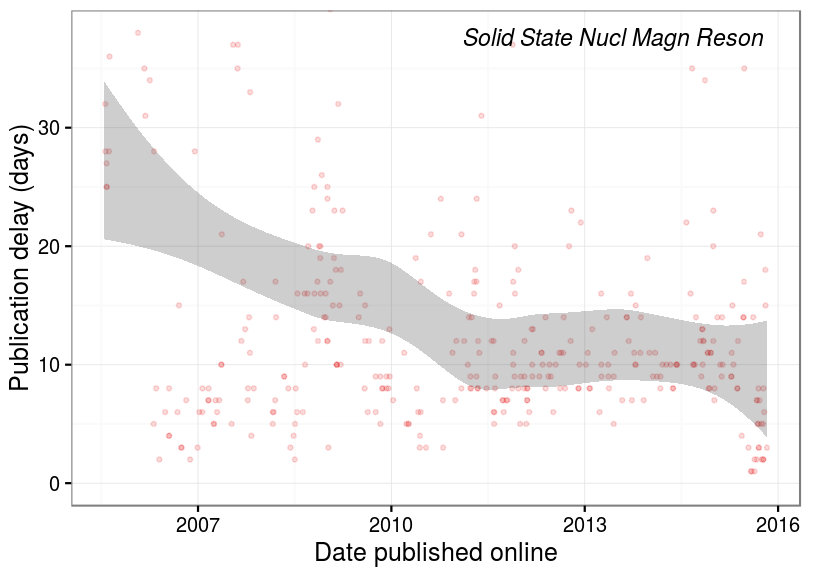 Solid State Nucl Magn Reson
Publication delay (days)
30
20
10
0
2007 2010 2013 2016
Date published online